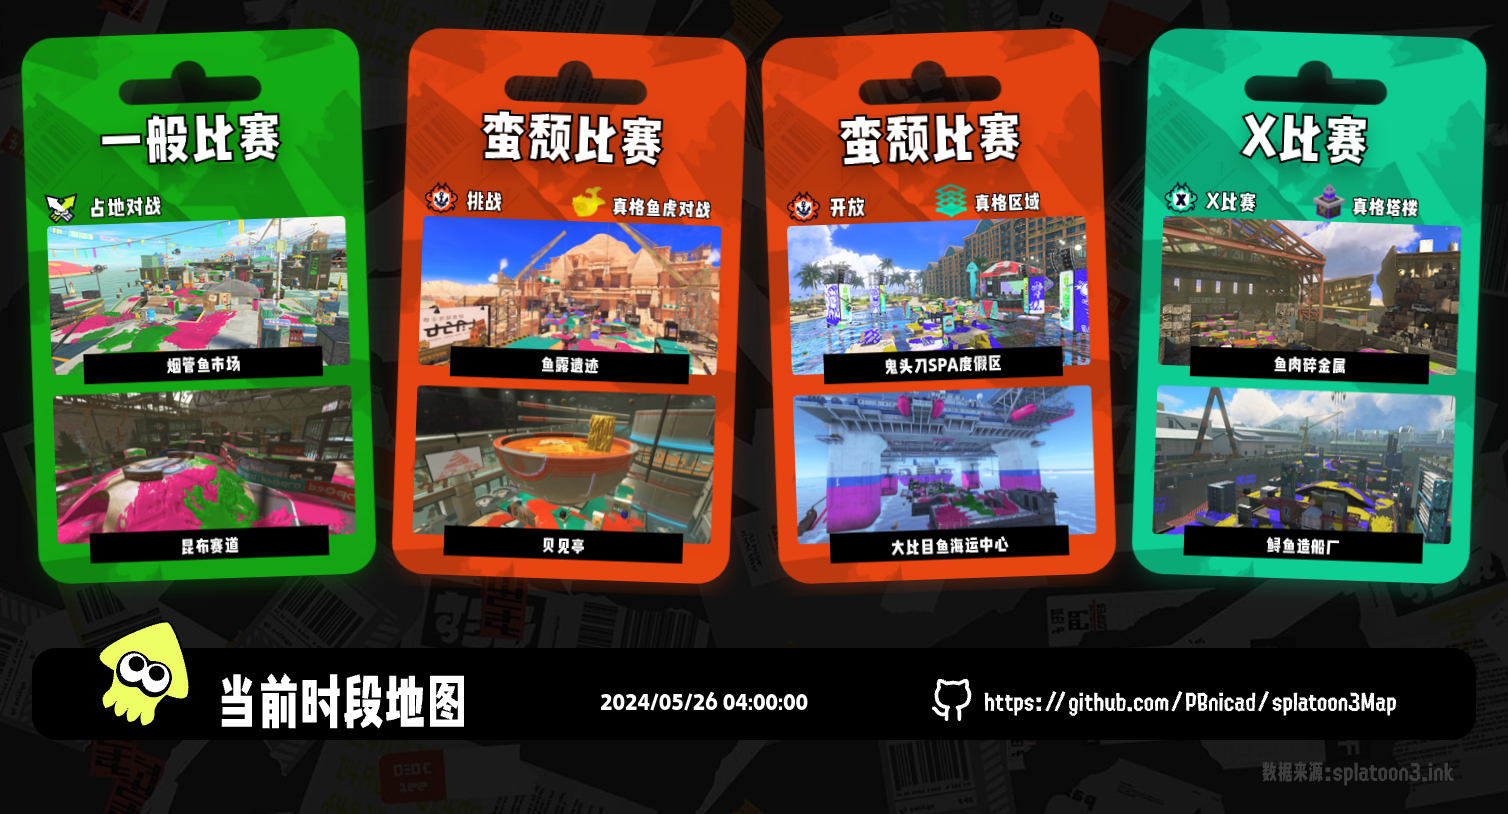 一般比赛
占地对战
烟管鱼市场
昆布赛道
蛮颓比赛
挑战
真格鱼虎对战
鱼露遗迹
贝见亭
蛮颓比赛
开放
真格区域
鬼头刀SPA度假区
大比目鱼海运中心
X比赛
X比赛
真格塔楼
鱼肉碎金属
鲟鱼造船厂
当前时段地图
2024/05/26 04:00:00
https://github.com/PBnicad/splatoon3Map
数据来源:splatoon3.ink